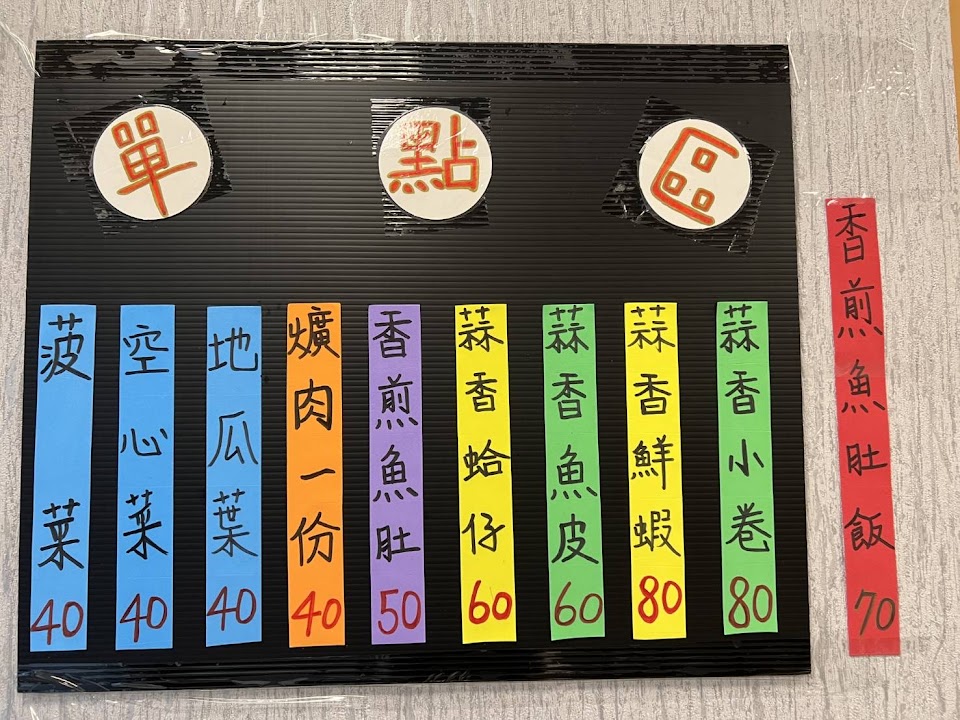 單點區
菠菜 40
空心菜 40
地瓜葉 40
爌肉一份 40
香煎魚肚 50
蒜香蛤仔 60
蒜香魚皮 60
蒜香鮮蝦 80
蒜香小卷 80
香煎魚肚飯 70